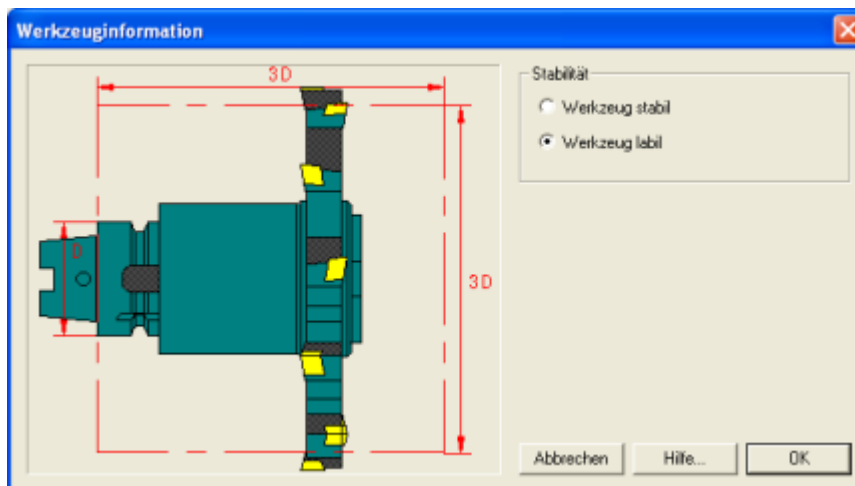 Werkzeuginformation
3D
D
3D
Stabilität
Werkzeug stabil
Werkzeug labil
Abbrechen
Hilfe...
OK